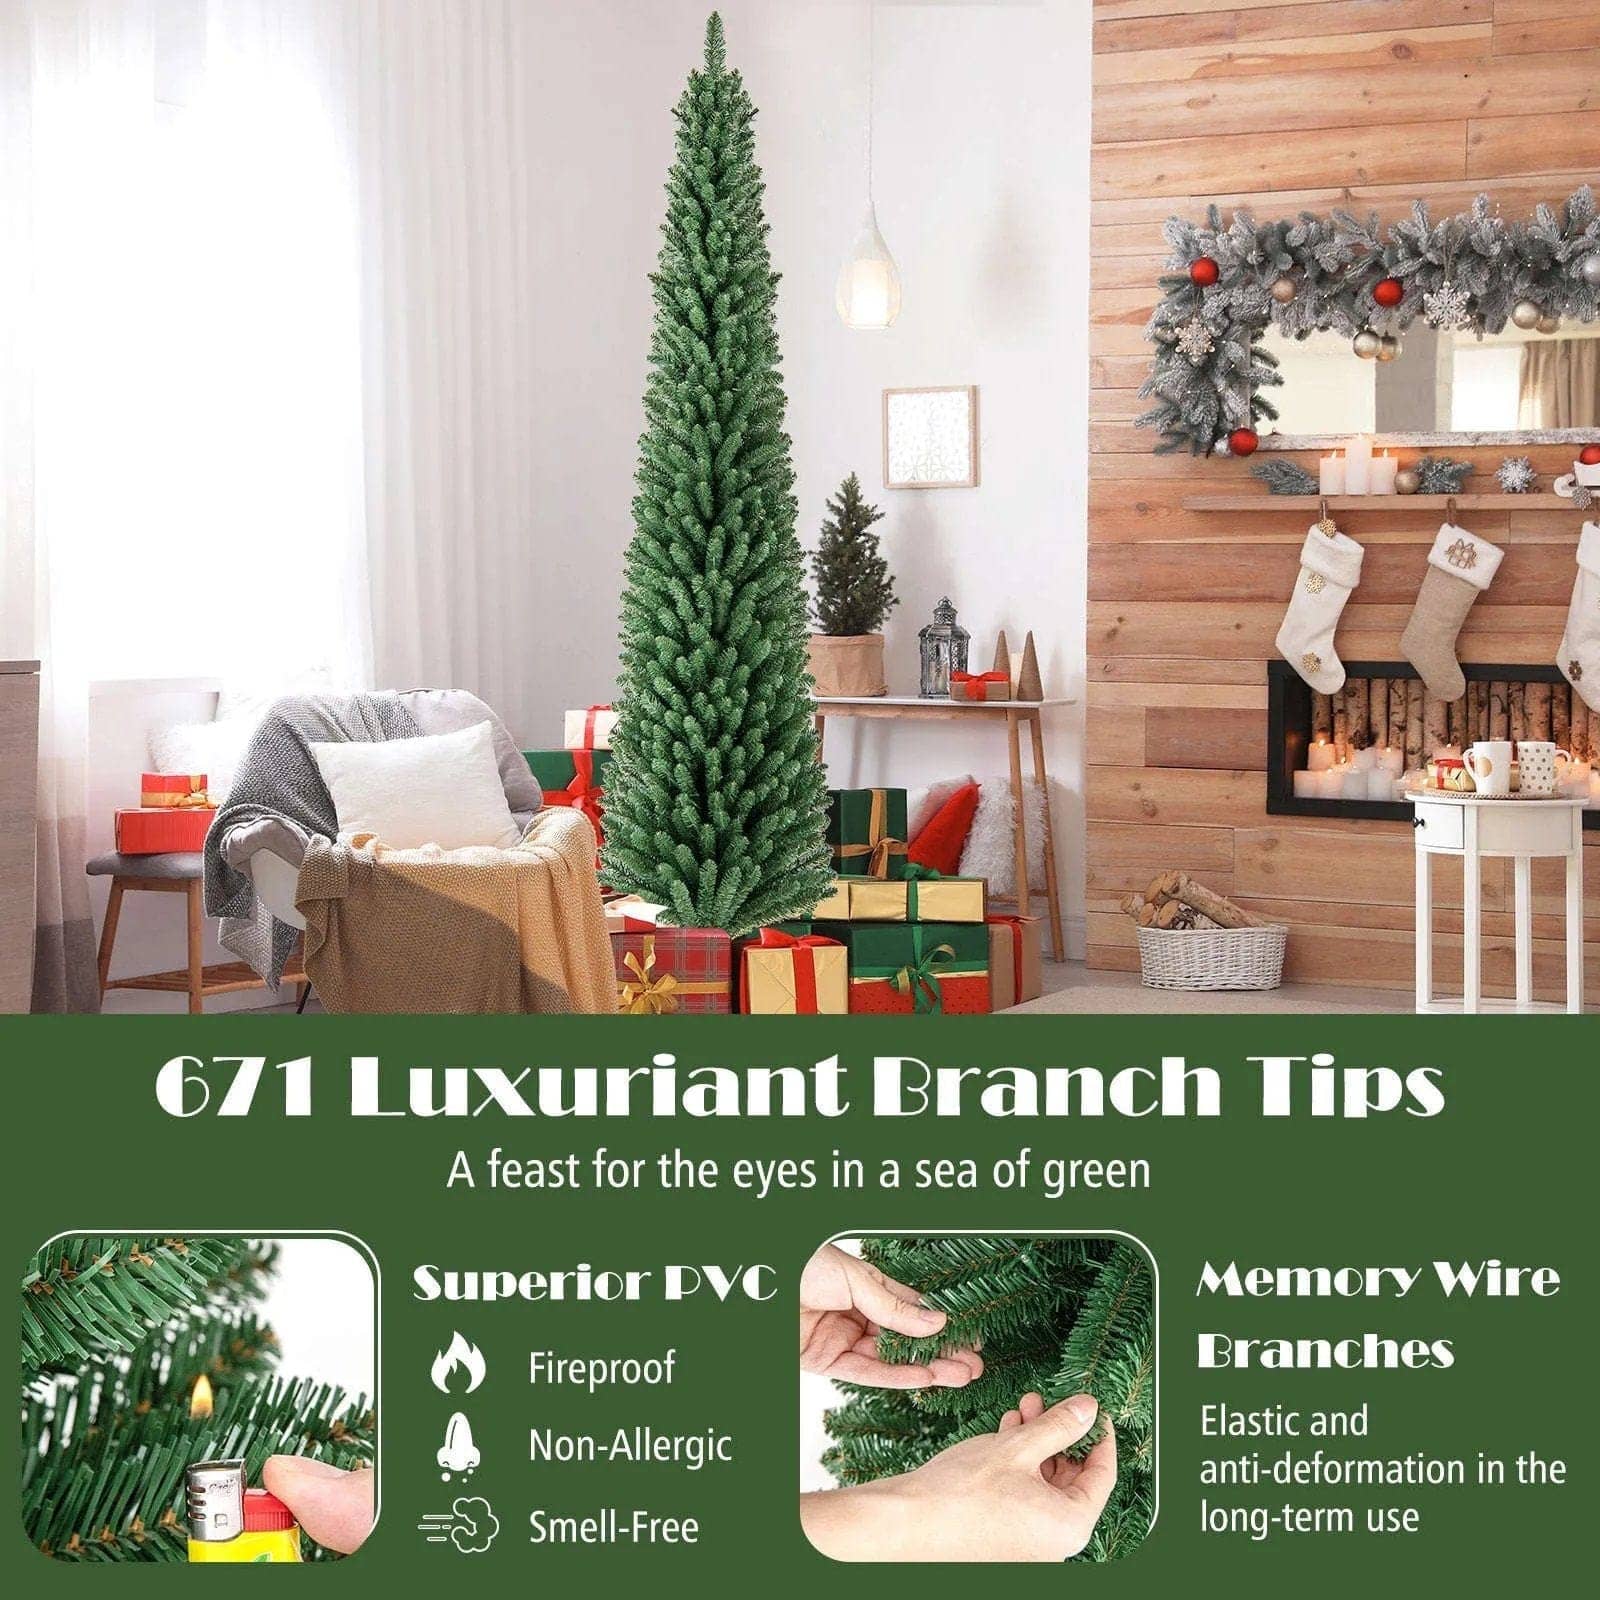 671 Luxuriant Branch Tips
A feast for the eyes in a sea of green
Superior PVC
Fireproof
Non-Allergic
Smell-Free
Memory Wire
Branches
Elastic and
anti-deformation in the
long-term use